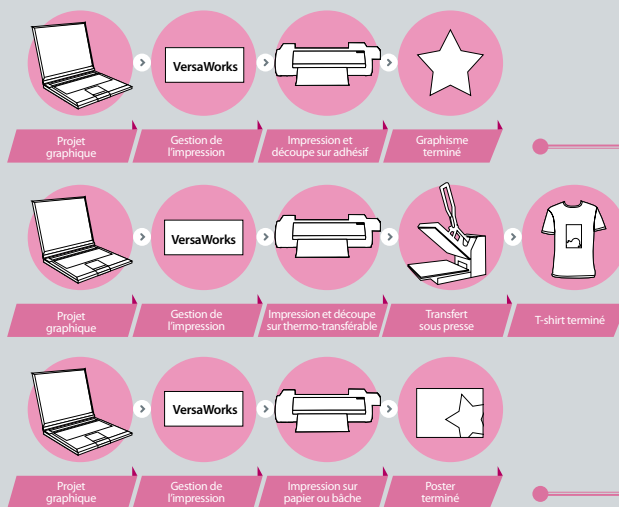 VersaWorks
Projet
graphique
Gestion de
l'impression
Impression et
découpe sur adhésif
Graphisme
terminé
VersaWorks
Projet
graphique
Gestion de
l'impression
Impression et découpe
sur thermo-transférable
Transfert
sous presse
T-shirt terminé
VersaWorks
Projet
graphique
Gestion de
l'impression
Impression sur
papier ou bâche
Poster
terminé